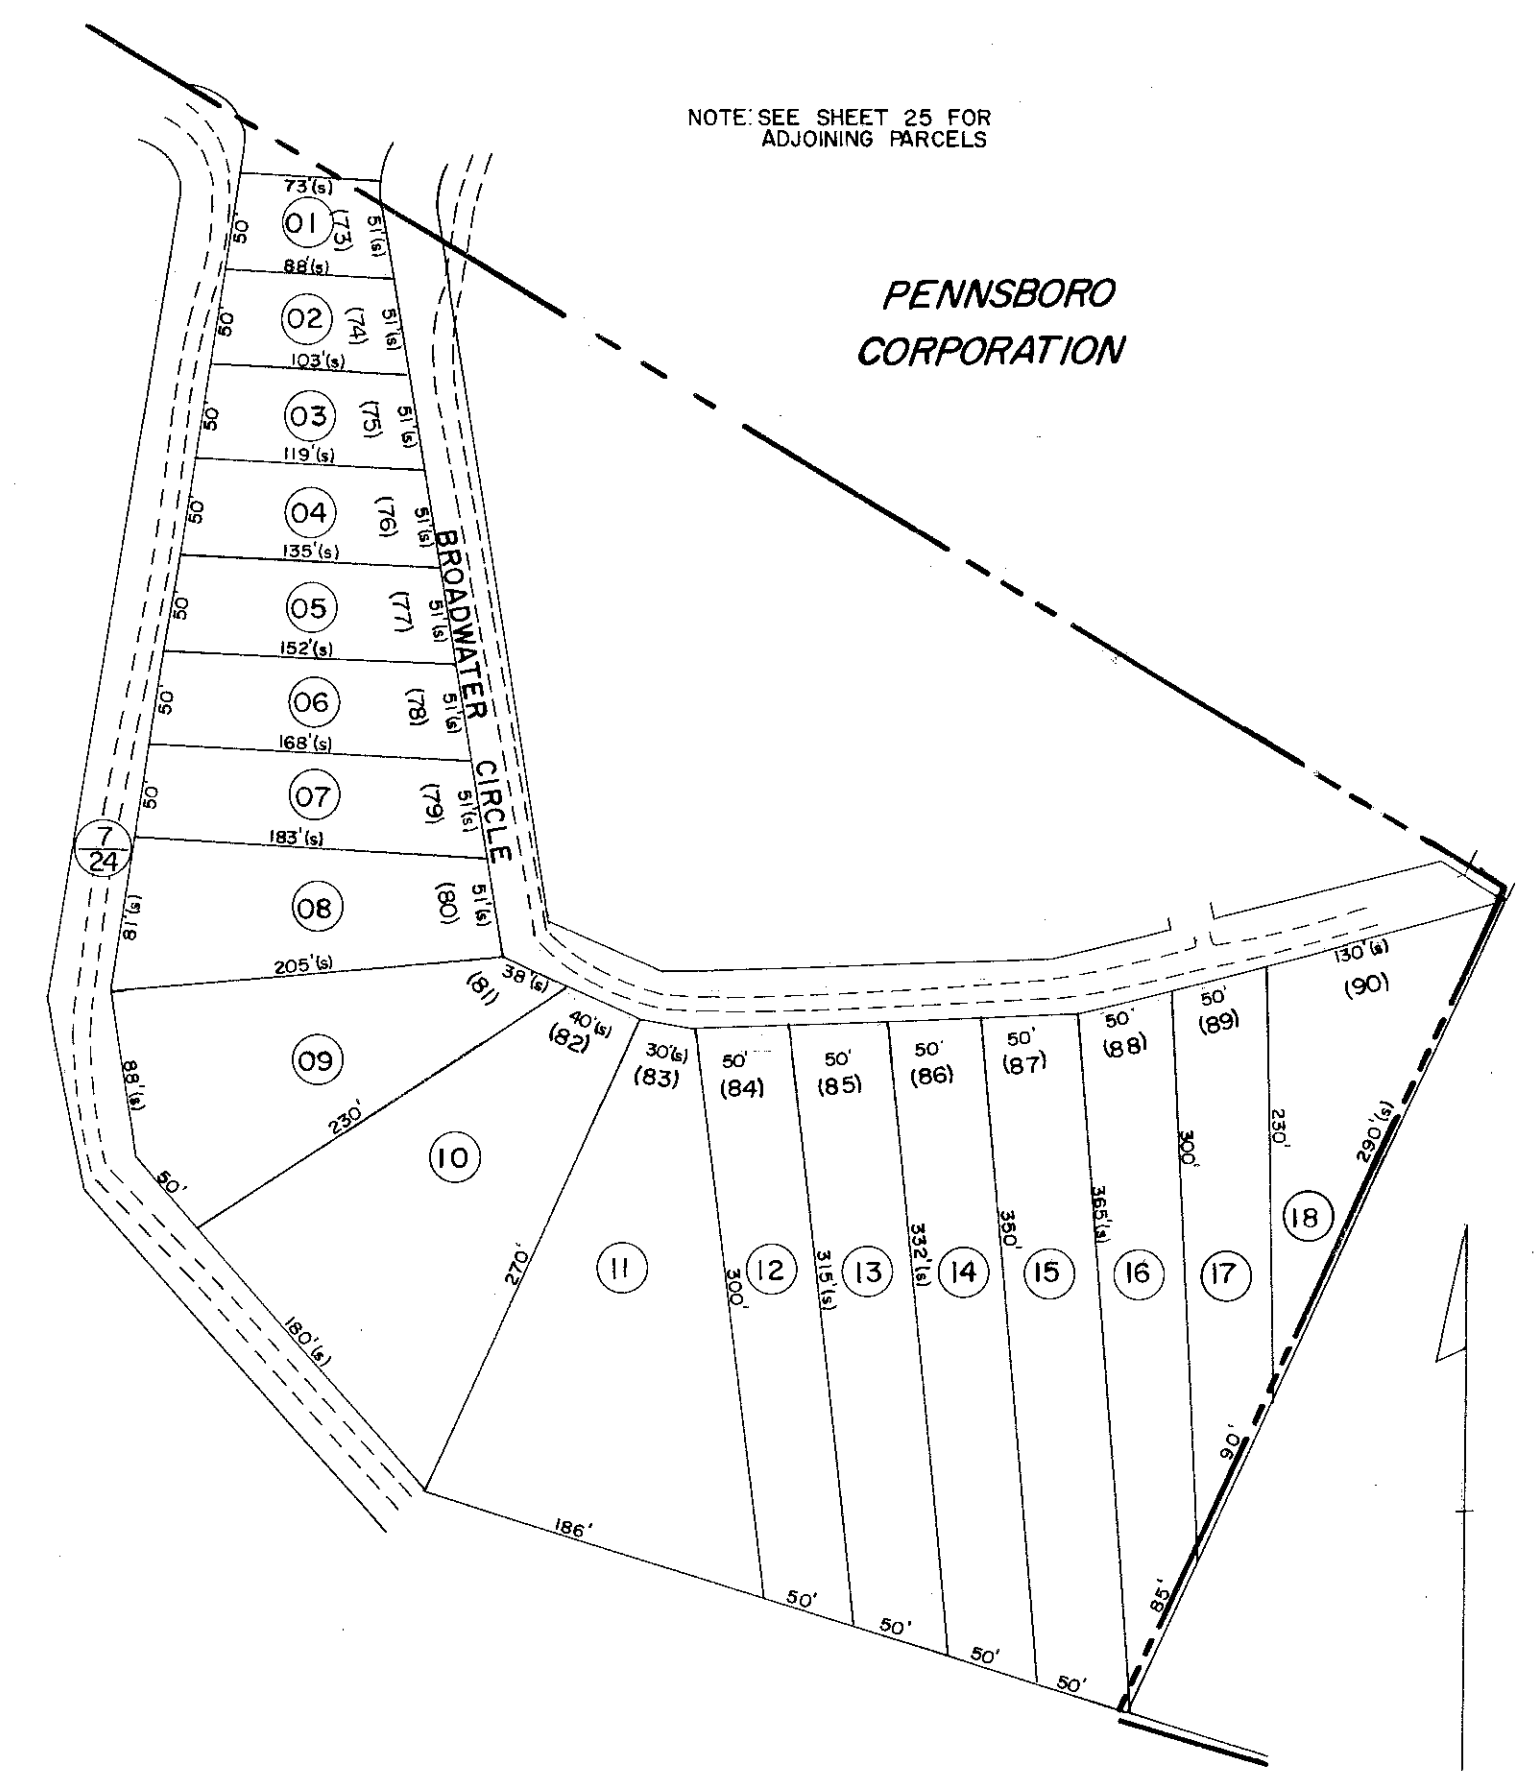 NOTE: SEE SHEET 25 FOR
ADJOINING PARCELS
PENNSBORO
CORPORATION
73'(s)
50'
01
(73)
51'(s)
88'(s)
50'
02
(74)
51'(s)
103'(s)
50'
03
(75)
51'(s)
119'(s)
50'
04
(76)
51'(s)
135'(s)
50'
05
(77)
51'(s)
152'(s)
50'
06
(78)
51'(s)
168'(s)
50'
07
(79)
51'(s)
183'(s)
BROADWATER CIRCLE
7
24
81'(s)
08
(80)
51'(s)
205'(s)
38'(s)
(81)
09
88'(s)
50'
230'
40'(s)
(82)
10
180'(s)
270'
30'(s)
(83)
11
186'
50'
(84)
12
300'
50'
50'
(85)
13
315'(s)
50'
50'
(86)
14
332'(s)
50'
50'
(87)
15
350'
50'
50'
(88)
16
365'(s)
85'
50'
(89)
17
300'
90'
130'(s)
(90)
230'
18
290'(s)